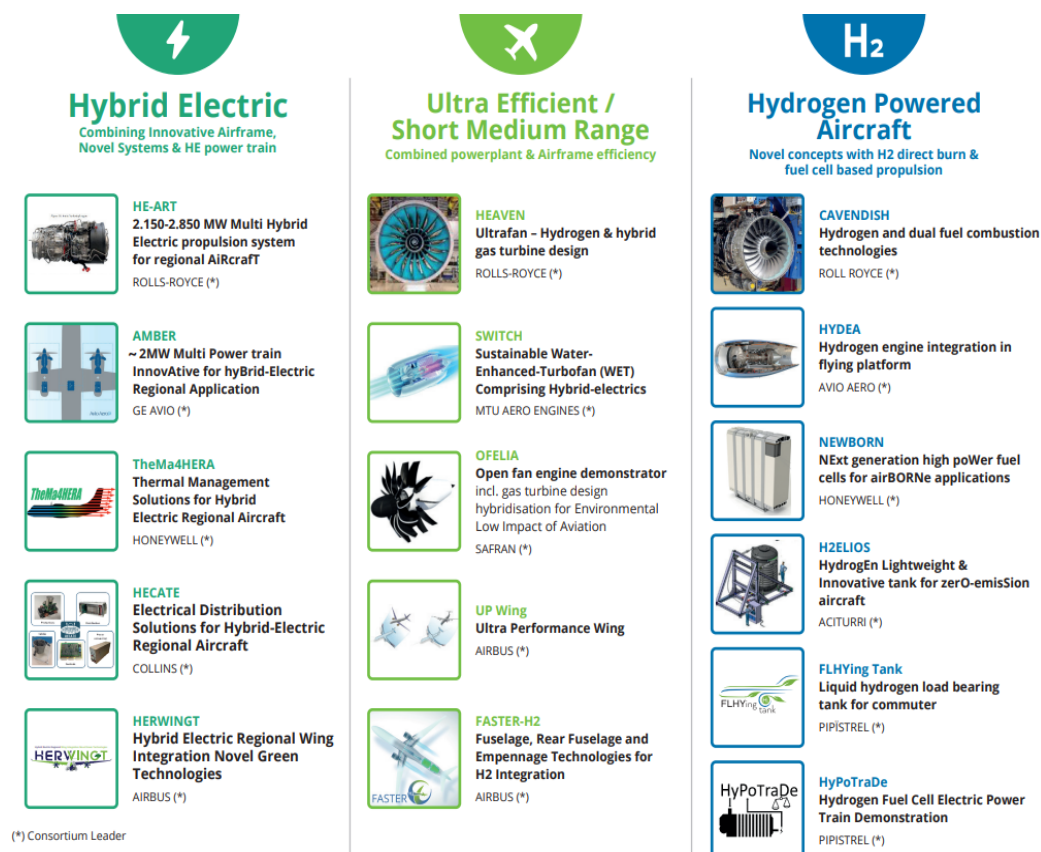 H₂
Hybrid Electric
Combining Innovative Airframe,
Novel Systems & HE power train
HE-ART
2.150-2.850 MW Multi Hybrid
Electric propulsion system
for regional AiRcrafT
ROLLS-ROYCE (*)
AMBER
~ 2MW Multi Power train
InnovAtive for hyBrid-Electric
Regional Application
GE AVIO (*)
TheMa4HERA
TheMa4HERA
Thermal Management
Solutions for Hybrid
Electric Regional Aircraft
HONEYWELL (*)
HECATE
Electrical Distribution
Solutions for Hybrid-Electric
Regional Aircraft
COLLINS (*)
HERWINGT
HERWINGT
Hybrid Electric Regional Wing
Integration Novel Green
Technologies
AIRBUS (*)
(*) Consortium Leader
Ultra Efficient /
Short Medium Range
Combined powerplant & Airframe efficiency
HEAVEN
Ultrafan – Hydrogen & hybrid
gas turbine design
ROLLS-ROYCE (*)
SWITCH
Sustainable Water-
Enhanced-Turbofan (WET)
Comprising Hybrid-electrics
MTU AERO ENGINES (*)
OFELIA
Open fan engine demonstrator
incl. gas turbine design
hybridisation for Environmental
Low Impact of Aviation
SAFRAN (*)
UP Wing
Ultra Performance Wing
AIRBUS (*)
FASTER
FASTER-H2
Fuselage, Rear Fuselage and
Empennage Technologies for
H2 Integration
AIRBUS (*)
Hydrogen Powered
Aircraft
Novel concepts with H2 direct burn &
fuel cell based propulsion
CAVENDISH
Hydrogen and dual fuel combustion
technologies
ROLL ROYCE (*)
HYDEA
Hydrogen engine integration in
flying platform
AVIO AERO (*)
NEWBORN
NExt generation high poWer fuel
cells for airBORNe applications
HONEYWELL (*)
H2ELIOS
HydrogEn Lightweight &
Innovative tank for zerO-emisSion
aircraft
ACITURRI (*)
FLHYing
tank
FLHYing Tank
Liquid hydrogen load bearing
tank for commuter
PIPİSTREL (*)
HyPoTraDe
HyPoTraDe
Hydrogen Fuel Cell Electric Power
Train Demonstration
PIPISTREL (*)